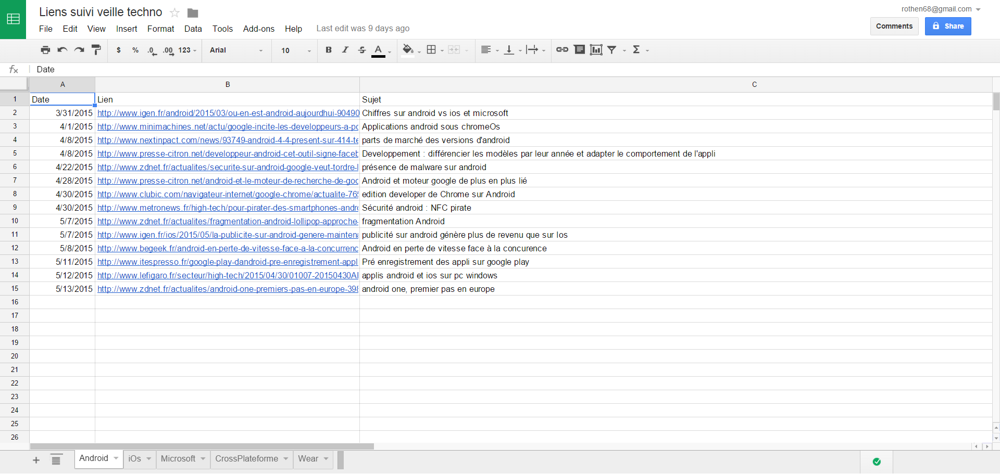 Liens suivi veille techno
rothen68@gmail.com
File Edit View Insert Format Data Tools Add-ons Help Last edit was 9 days ago
Comments Share
$ % .0 .00 123 Arial 10 B I S A Σ
fx Date
A B C
1 Date Lien Sujet
2 3/31/2015 http://www.igen.fr/android/2015/03/ou-en-est-android-aujourdhui-90490 Chiffres sur android vs ios et microsoft
3 4/1/2015 http://www.minimachines.net/actu/google-incite-les-developpeurs-a-po Applications android sous chromeOs
4 4/8/2015 http://www.nextinpact.com/news/93749-android-4-4-present-sur-414-te parts de marché des versions d'android
5 4/8/2015 http://www.presse-citron.net/developpeur-android-cet-outil-signe-faceb Developpement : différencier les modèles par leur année et adapter le comportement de l'appli
6 4/22/2015 http://www.zdnet.fr/actualites/securite-sur-android-google-veut-tordre-l présence de malware sur android
7 4/28/2015 http://www.presse-citron.net/android-et-le-moteur-de-recherche-de-goo Android et moteur google de plus en plus lié
8 4/30/2015 http://www.clubic.com/navigateur-internet/google-chrome/actualite-765 edition developer de Chrome sur Android
9 4/30/2015 http://www.metronews.fr/high-tech/pour-pirater-des-smartphones-andro Sécurité android : NFC pirate
10 5/7/2015 http://www.zdnet.fr/actualites/fragmentation-android-lollipop-approche- fragmentation Android
11 5/7/2015 http://www.igen.fr/ios/2015/05/la-publicite-sur-android-genere-maintena publicité sur android génère plus de revenu que sur Ios
12 5/8/2015 http://www.begeek.fr/android-en-perte-de-vitesse-face-a-la-concurrenc Android en perte de vitesse face à la concurence
13 5/11/2015 http://www.itespresso.fr/google-play-dandroid-pre-enregistrement-appl Pré enregistrement des appli sur google play
14 5/12/2015 http://www.lefigaro.fr/secteur/high-tech/2015/04/30/01007-20150430A applis android et ios sur pc windows
15 5/13/2015 http://www.zdnet.fr/actualites/android-one-premiers-pas-en-europe-398 android one, premier pas en europe
16
17
18
19
20
21
22
23
24
25
26
+ Android iOs Microsoft CrossPlateforme Wear